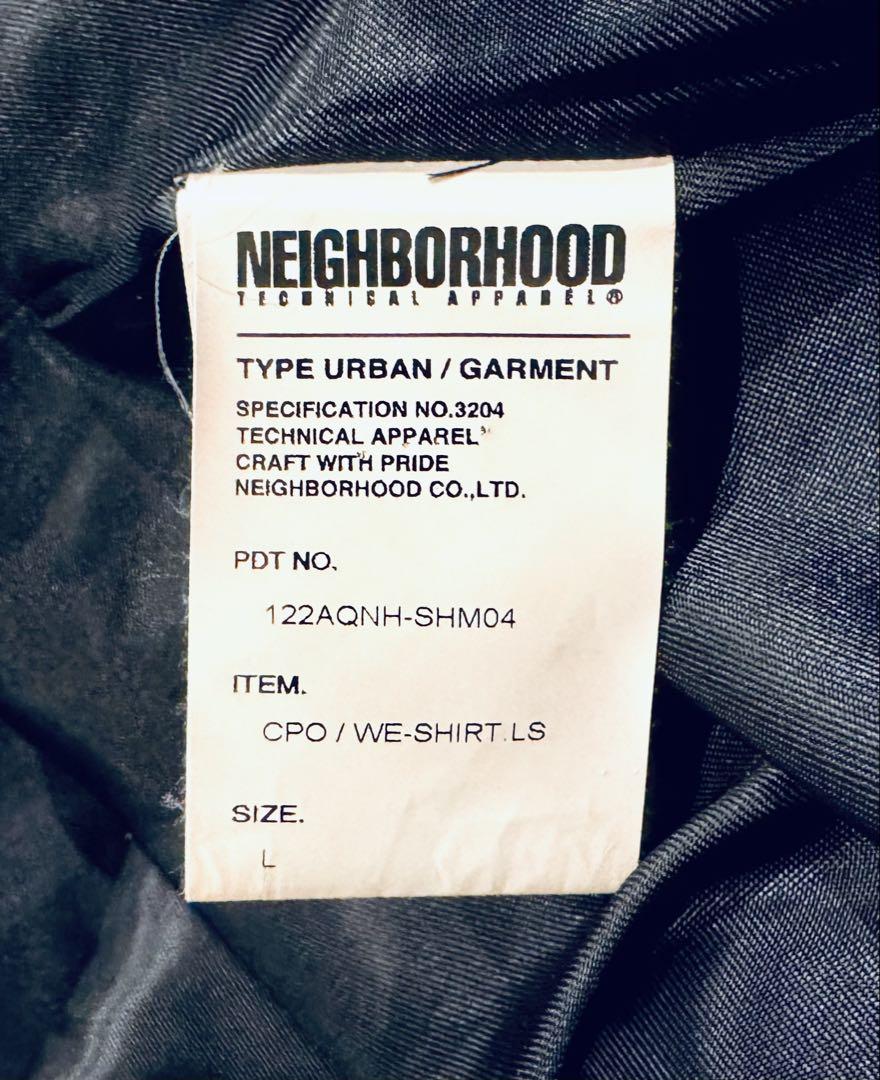 NEIGHBORHOOD
TECHNICAL APPAREL®
TYPE URBAN / GARMENT
SPECIFICATION NO.3204
TECHNICAL APPAREL
CRAFT WITH PRIDE
NEIGHBORHOOD CO.,LTD.
PDT NO.
122AQNH-SHM04
ITEM.
CPO / WE-SHIRT.LS
SIZE.
L